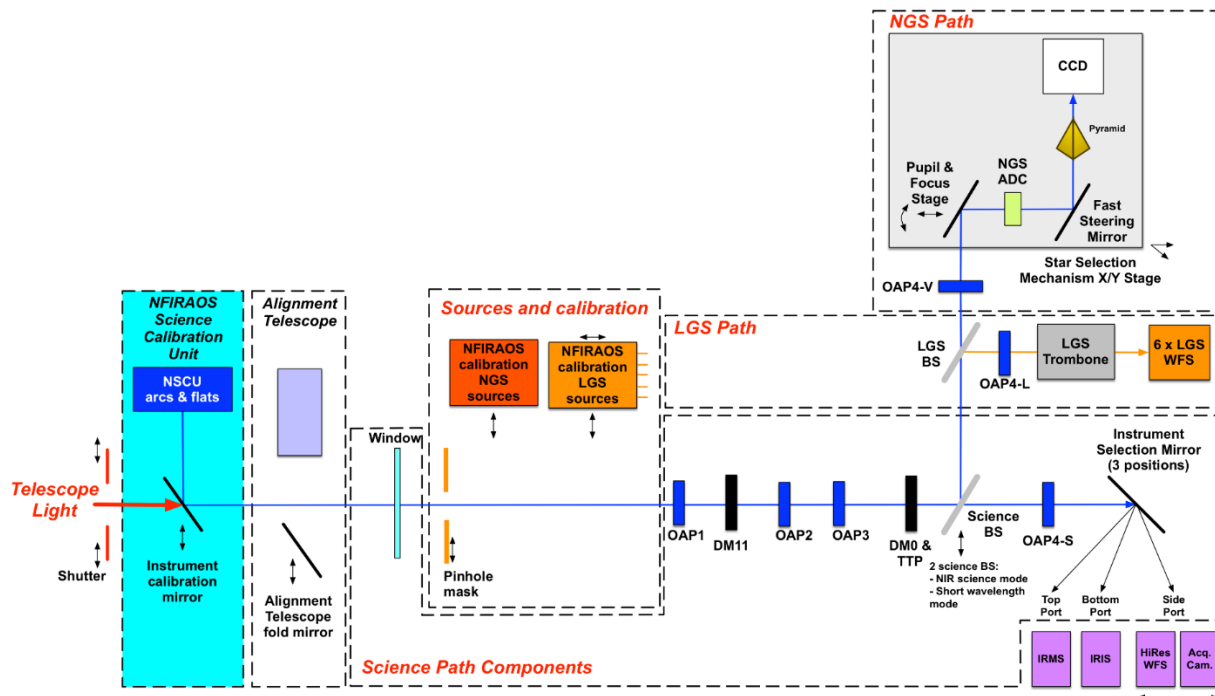 NGS Path
CCD
Pyramid
NGS
ADC
Pupil &
Focus
Stage
Fast
Steering
Mirror
Star Selection
Mechanism X/Y Stage
OAP4-V
NFIRAOS
Science
Calibration
Unit
NSCU
arcs & flats
Alignment
Telescope
Sources and calibration
NFIRAOS
calibration
NGS
sources
NFIRAOS
calibration
LGS
sources
LGS Path
LGS
BS
OAP4-L
LGS
Trombone
6 x LGS
WFS
Window
Telescope
Light
Shutter
Instrument
calibration
mirror
Alignment
Telescope
fold mirror
Pinhole
mask
OAP1
DM11
OAP2
OAP3
DM0 &
TTP
Science
BS
OAP4-S
Instrument
Selection Mirror
(3 positions)
2 science BS:
- NIR science mode
- Short wavelength
mode
Top
Port
Bottom
Port
Side
Port
IRMS
IRIS
HiRes
WFS
Acq.
Cam.
Science Path Components